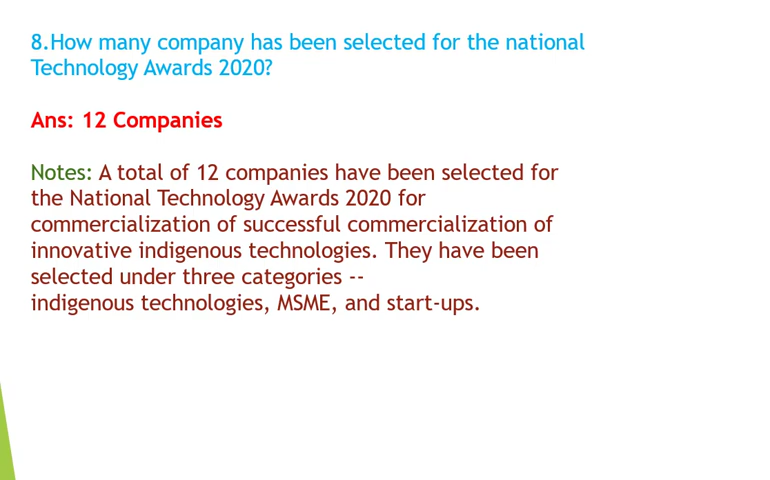 8.How many company has been selected for the national
Technology Awards 2020?
Ans: 12 Companies
Notes: A total of 12 companies have been selected for
the National Technology Awards 2020 for
commercialization of successful commercialization of
innovative indigenous technologies. They have been
selected under three categories --
indigenous technologies, MSME, and start-ups.